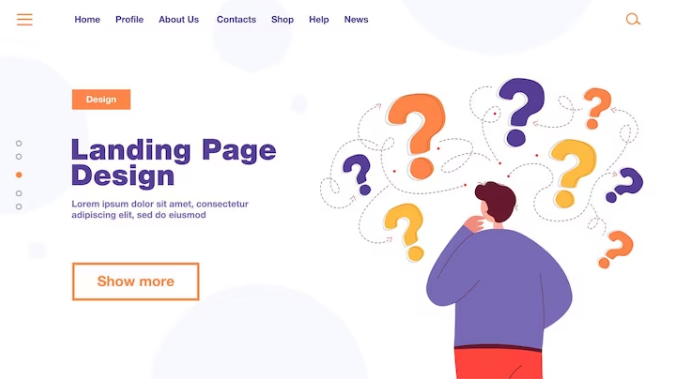 Home Profile About Us Contacts Shop Help News
Design
Landing Page
Design
Lorem ipsum dolor sit amet, consectetur
adipiscing elit, sed do eiusmod
Show more
? ? ? ? ? ? ? ?